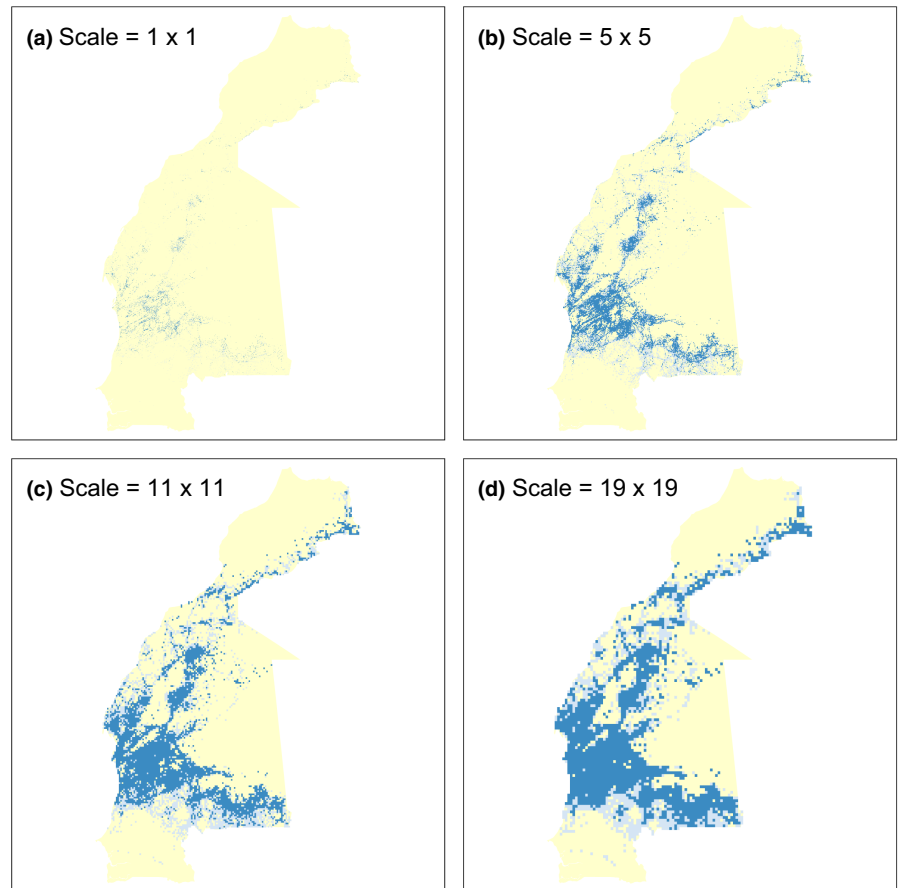 (a) Scale = 1 x 1
(b) Scale = 5 x 5
(c) Scale = 11 x 11
(d) Scale = 19 x 19